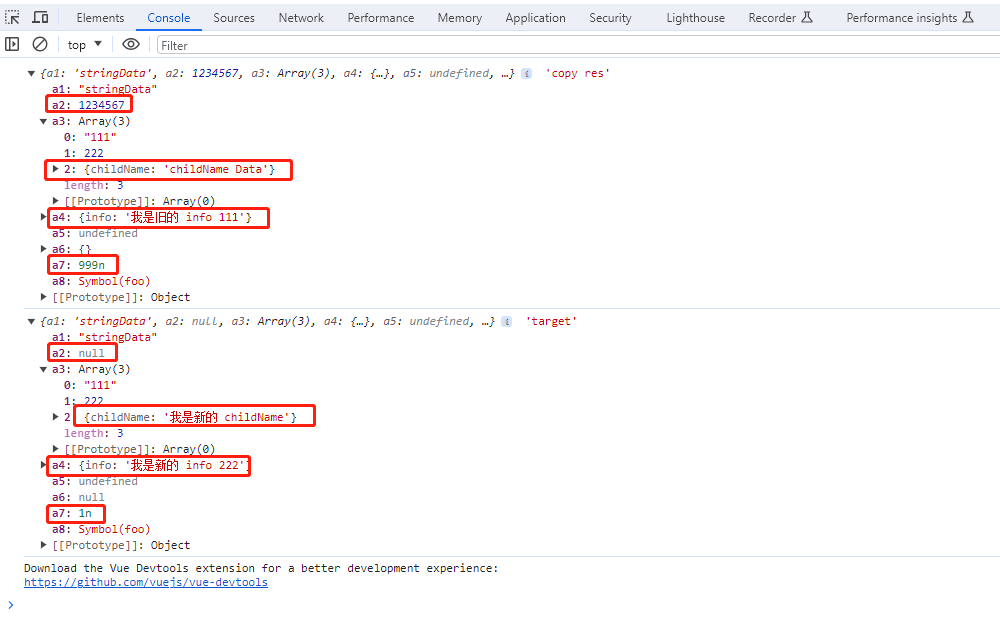 Elements Console Sources Network Performance Memory Application Security Lighthouse Recorder Performance insights
top Filter
{a1: 'stringData', a2: 1234567, a3: Array(3), a4: {…}, a5: undefined, …} i 'copy res'
a1: "stringData"
a2: 1234567
a3: Array(3)
0: "111"
1: 222
2: {childName: 'childName Data'}
length: 3
[[Prototype]]: Array(0)
a4: {info: '我是旧的 info 111'}
a5: undefined
a6: {}
a7: 999n
a8: Symbol(foo)
[[Prototype]]: Object
{a1: 'stringData', a2: null, a3: Array(3), a4: {…}, a5: undefined, …} i 'target'
a1: "stringData"
a2: null
a3: Array(3)
0: "111"
1: 222
2 {childName: '我是新的 childName'}
length: 3
[[Prototype]]: Array(0)
a4: {info: '我是新的 info 222'}
a5: undefined
a6: null
a7: 1n
a8: Symbol(foo)
[[Prototype]]: Object
Download the Vue Devtools extension for a better development experience:
https://github.com/vuejs/vue-devtools